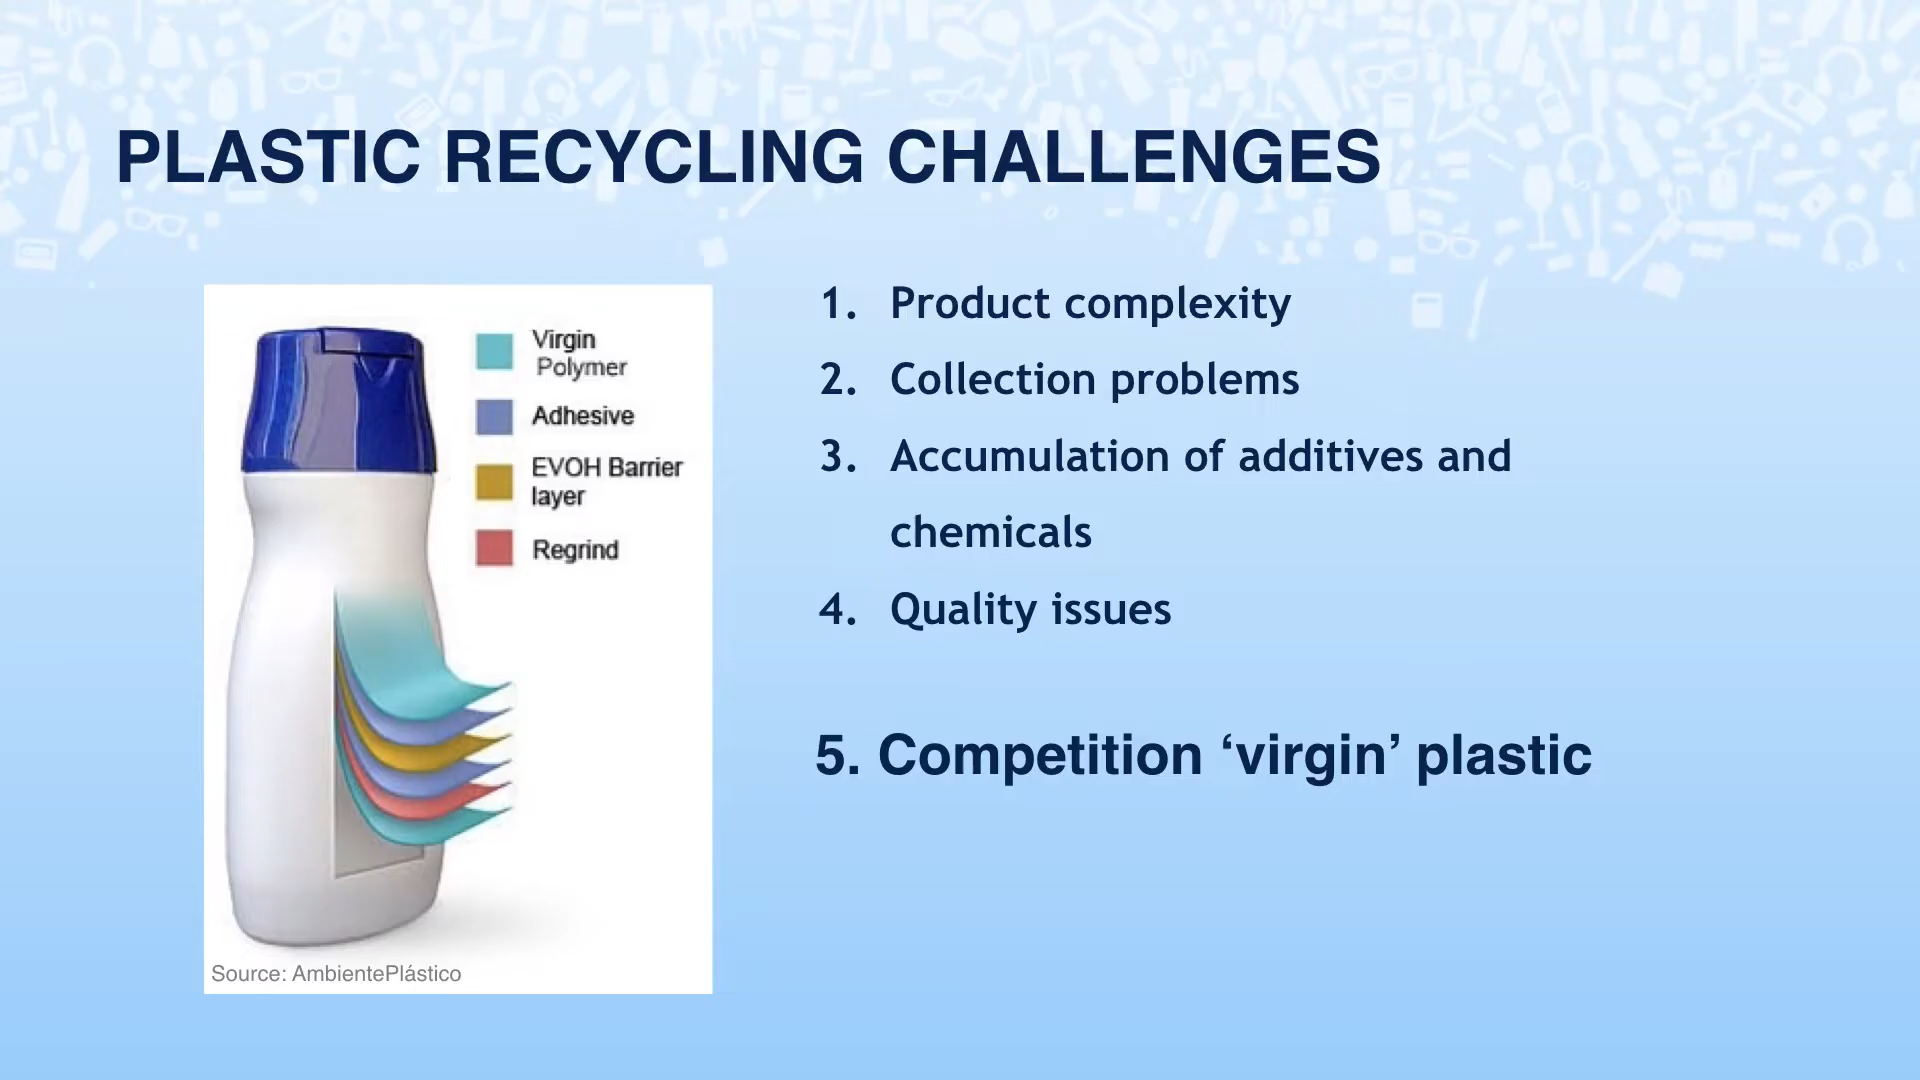 PLASTIC RECYCLING CHALLENGES
Virgin
Polymer
Adhesive
EVOH Barrier
layer
Regrind
Source: AmbientePlástico
1. Product complexity
2. Collection problems
3. Accumulation of additives and
chemicals
4. Quality issues
5. Competition ‘virgin’ plastic